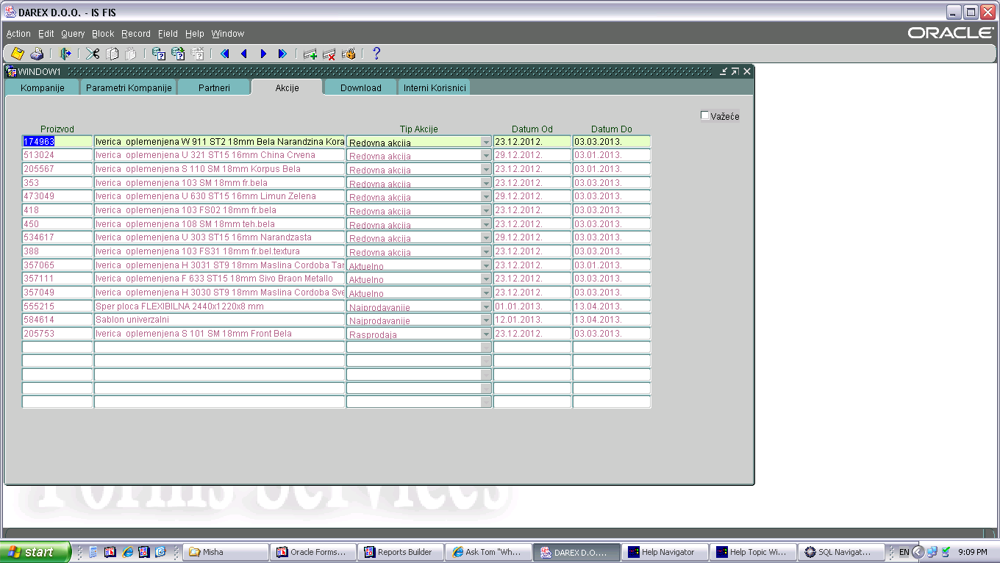 DAREX D.O.O. - IS FIS
Action Edit Query Block Record Field Help Window
ORACLE
WINDOW1
Kompanije Parametri Kompanije Partneri Akcije Download Interni Korisnici
Važeće
Proizvod Tip Akcije Datum Od Datum Do
174963 Iverica oplemenjena W 911 ST2 18mm Bela Narandzina Kora Redovna akcija 23.12.2012. 03.03.2013.
513024 Iverica oplemenjena U 321 ST15 16mm China Crvena Redovna akcija 29.12.2012. 03.01.2013.
205567 Iverica oplemenjena S 110 SM 18mm Korpus Bela Redovna akcija 23.12.2012. 03.01.2013.
353 Iverica oplemenjena 103 SM 18mm fr.bela Redovna akcija 23.12.2012. 03.03.2013.
473049 Iverica oplemenjena U 630 ST15 16mm Limun Zelena Redovna akcija 29.12.2012. 03.01.2013.
418 Iverica oplemenjena 103 FS02 18mm fr.bela Redovna akcija 23.12.2012. 03.03.2013.
450 Iverica oplemenjena 108 SM 18mm teh.bela Redovna akcija 23.12.2012. 03.03.2013.
534617 Iverica oplemenjena U 303 ST15 16mm Narandzasta Redovna akcija 29.12.2012. 03.03.2013.
388 Iverica oplemenjena 103 FS31 18mm fr.bel.textura Redovna akcija 23.12.2012. 03.03.2013.
357065 Iverica oplemenjena H 3031 ST9 18mm Maslina Cordoba Tar Aktuelno 23.12.2012. 03.01.2013.
357111 Iverica oplemenjena F 633 ST15 18mm Sivo Braon Metallo Aktuelno 23.12.2012. 03.03.2013.
357049 Iverica oplemenjena H 3030 ST9 18mm Maslina Cordoba Sve Aktuelno 23.12.2012. 03.03.2013.
555215 Sper ploca FLEXIBILNA 2440x1220x8 mm Najprodavanije 01.01.2013. 13.04.2013.
584614 Sablon univerzalni Najprodavanije 12.01.2013. 13.04.2013.
205753 Iverica oplemenjena S 101 SM 18mm Front Bela Rasprodaja 23.12.2012. 03.03.2013.
Forms Services
start Misha Oracle Forms... Reports Builder Ask Tom "Wh... DAREX D.O.... Help Navigator Help Topic Wi... SQL Navigat... EN 9:09 PM